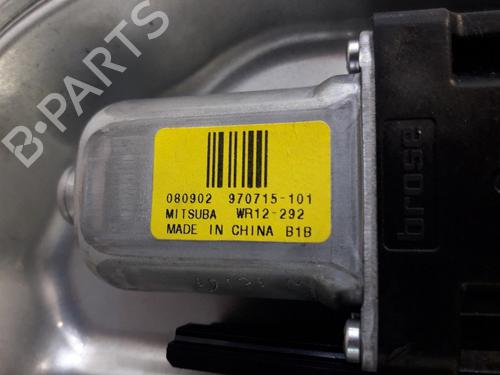 B-PARTS
080902 970715-101
MITSUBA WR12-292
MADE IN CHINA B1B
brose